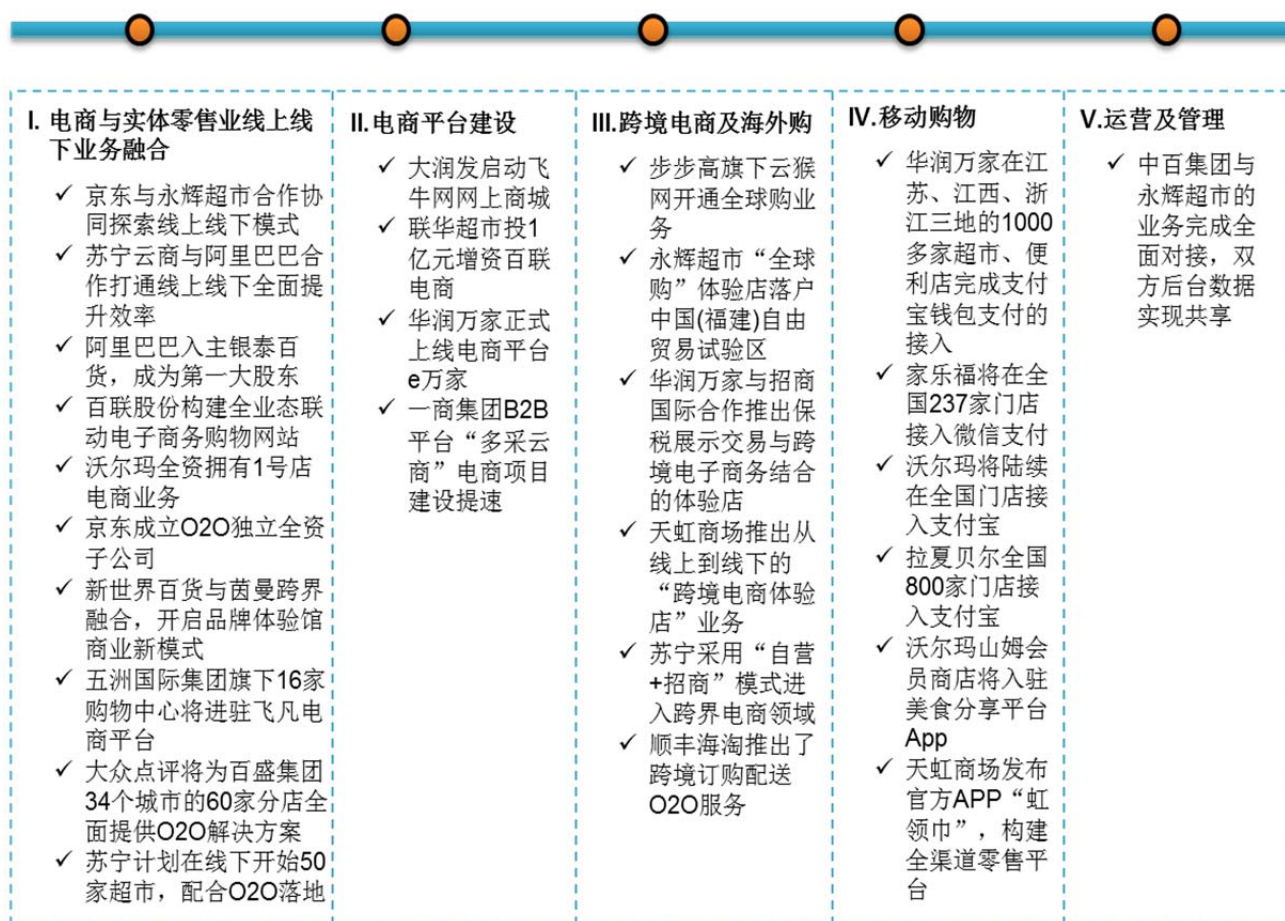 I. 电商与实体零售业线上线
下业务融合
✓ 京东与永辉超市合作协
同探索线上线下模式
✓ 苏宁云商与阿里巴巴合
作打通线上线下全面提
升效率
✓ 阿里巴巴入主银泰百
货，成为第一大股东
✓ 百联股份构建全业态联
动电子商务购物网站
✓ 沃尔玛全资拥有1号店
电商业务
✓ 京东成立O2O独立全资
子公司
✓ 新世界百货与茵曼跨界
融合，开启品牌体验馆
商业新模式
✓ 五洲国际集团旗下16家
购物中心将进驻飞凡电
商平台
✓ 大众点评将为百盛集团
34个城市的60家分店全
面提供O2O解决方案
✓ 苏宁计划在线下开始50
家超市，配合O2O落地
II.电商平台建设
✓ 大润发启动飞
牛网网上商城
✓ 联华超市投1
亿元增资百联
电商
✓ 华润万家正式
上线电商平台
e万家
✓ 一商集团B2B
平台“多采云
商”电商项目
建设提速
III.跨境电商及海外购
✓ 步步高旗下云猴
网开通全球购业
务
✓ 永辉超市“全球
购”体验店落户
中国(福建)自由
贸易试验区
✓ 华润万家与招商
国际合作推出保
税展示交易与跨
境电子商务结合
的体验店
✓ 天虹商场推出从
线上到线下的
“跨境电商体验
店”业务
✓ 苏宁采用“自营
+招商”模式进
入跨界电商领域
✓ 顺丰海淘推出了
跨境订购配送
O2O服务
IV.移动购物
✓ 华润万家在江
苏、江西、浙
江三地的1000
多家超市、便
利店完成支付
宝钱包支付的
接入
✓ 家乐福将在全
国237家门店
接入微信支付
✓ 沃尔玛将陆续
在全国门店接
入支付宝
✓ 拉夏贝尔全国
800家门店接
入支付宝
✓ 沃尔玛山姆会
员商店将入驻
美食分享平台
App
✓ 天虹商场发布
官方APP“虹
领巾”，构建
全渠道零售平
台
V.运营及管理
✓ 中百集团与
永辉超市的
业务完成全
面对接，双
方后台数据
实现共享